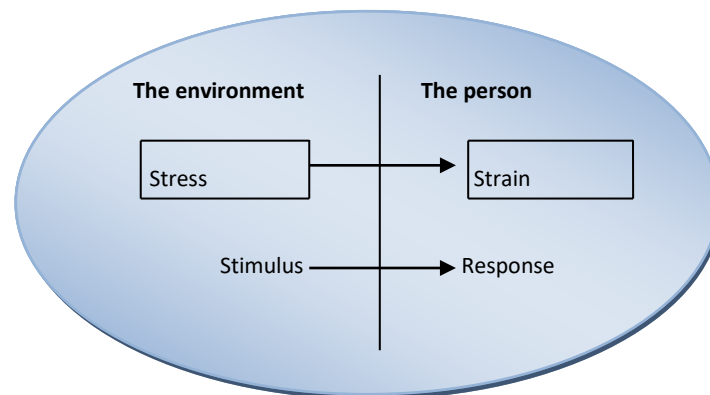 The environment The person
Stress Strain
Stimulus Response